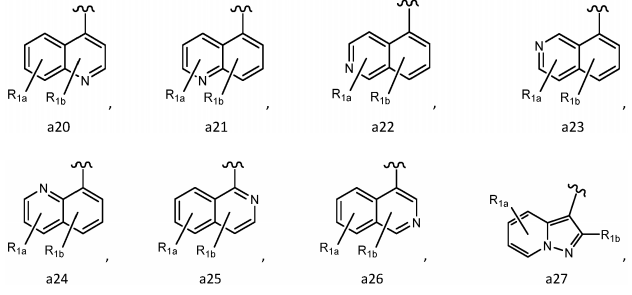 R1a N R1b ,
a20
R1a N R1b ,
a21
N R1a R1b ,
a22
N R1a R1b ,
a23
N R1a R1b ,
a24
N R1a R1b ,
a25
N R1a R1b ,
a26
R1a N N R1b ,
a27